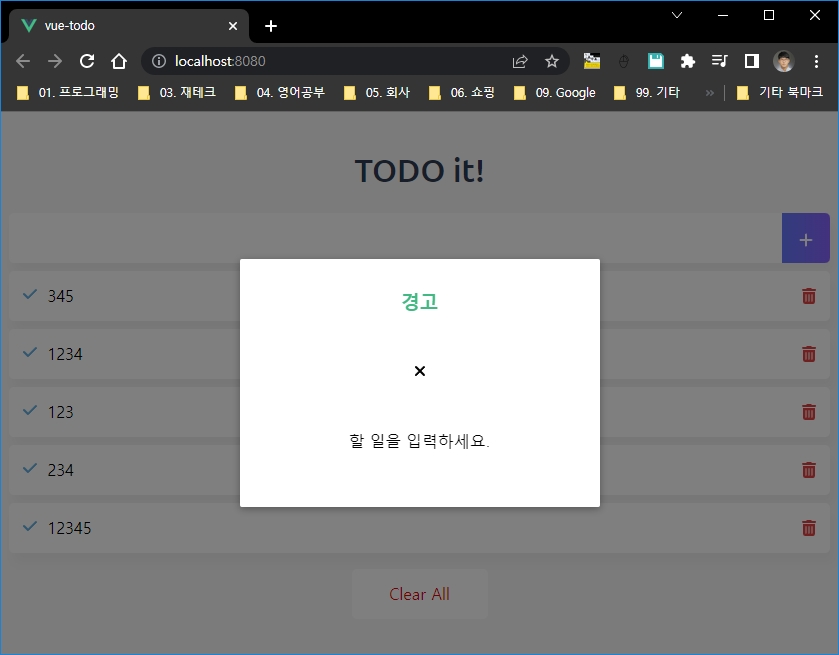 vue-todo
localhost:8080
01. 프로그래밍 03. 재테크 04. 영어공부 05. 회사 06. 쇼핑 09. Google 99. 기타 » 기타 북마크
TODO it!
경고
할 일을 입력하세요.
345
1234
123
234
12345
Clear All